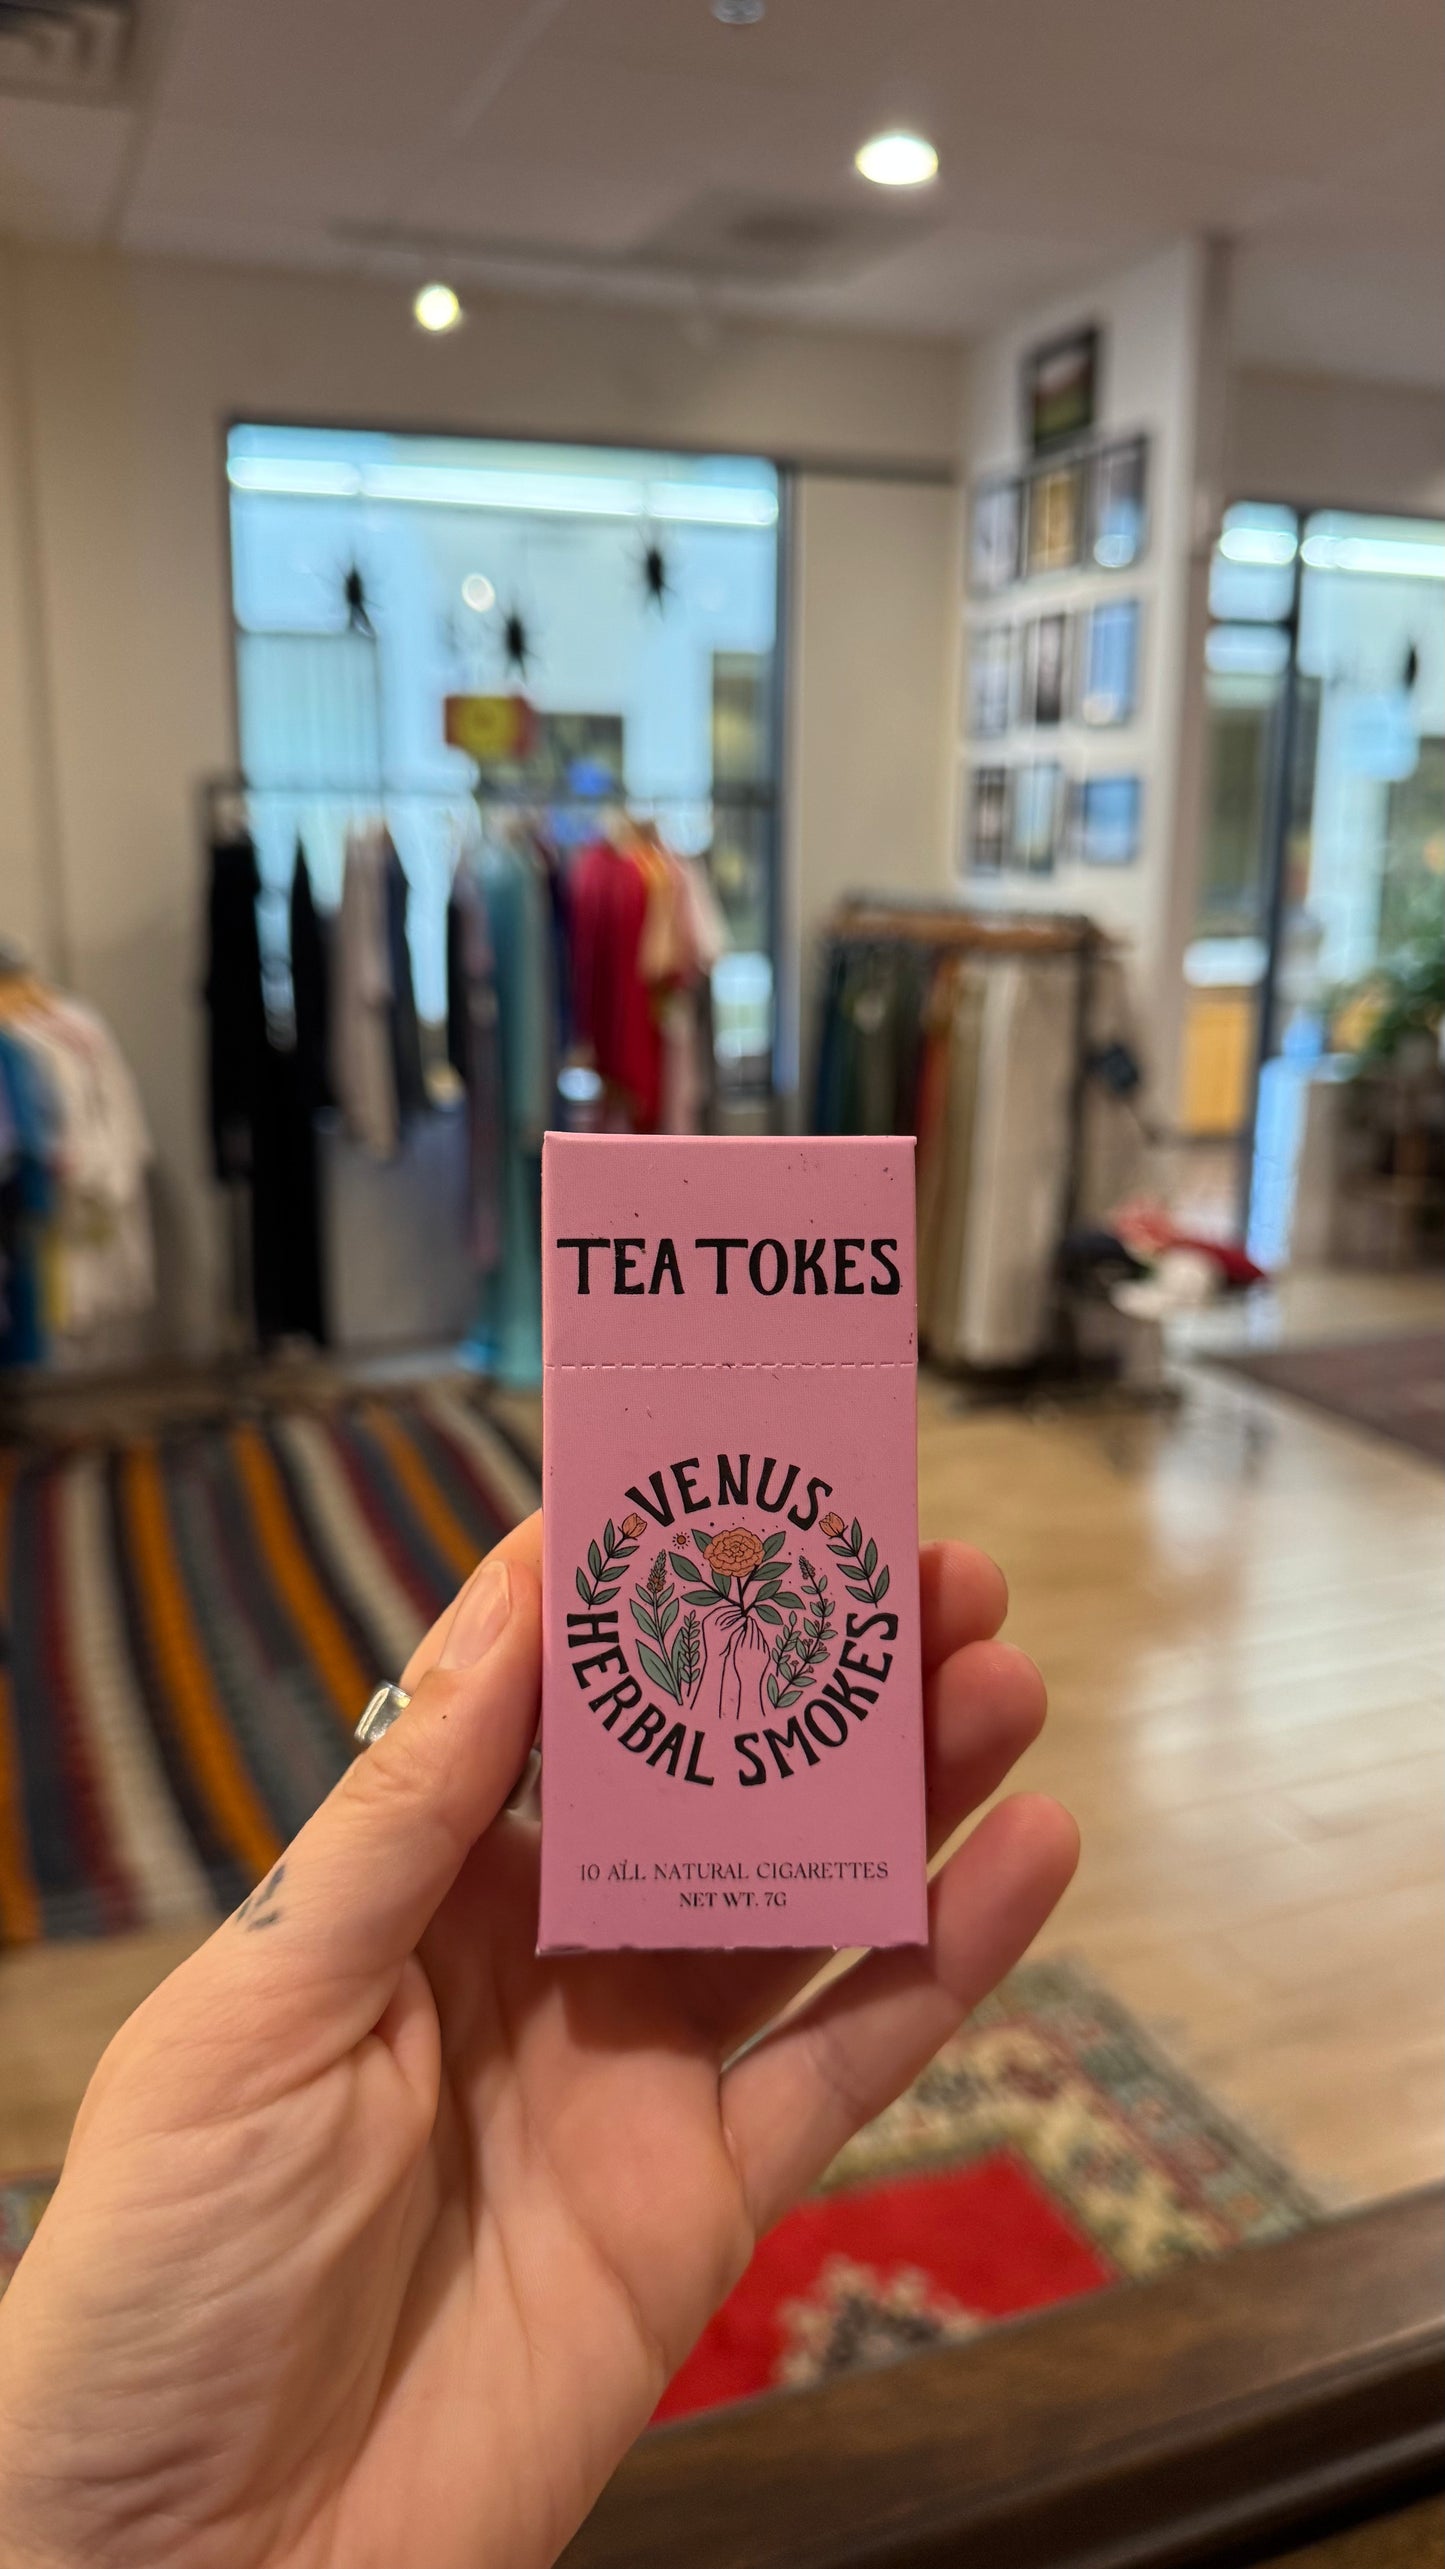 TEA TOKES
VENUS
HERBAL SMOKES
10 ALL NATURAL CIGARETTES
NET WT. 7G